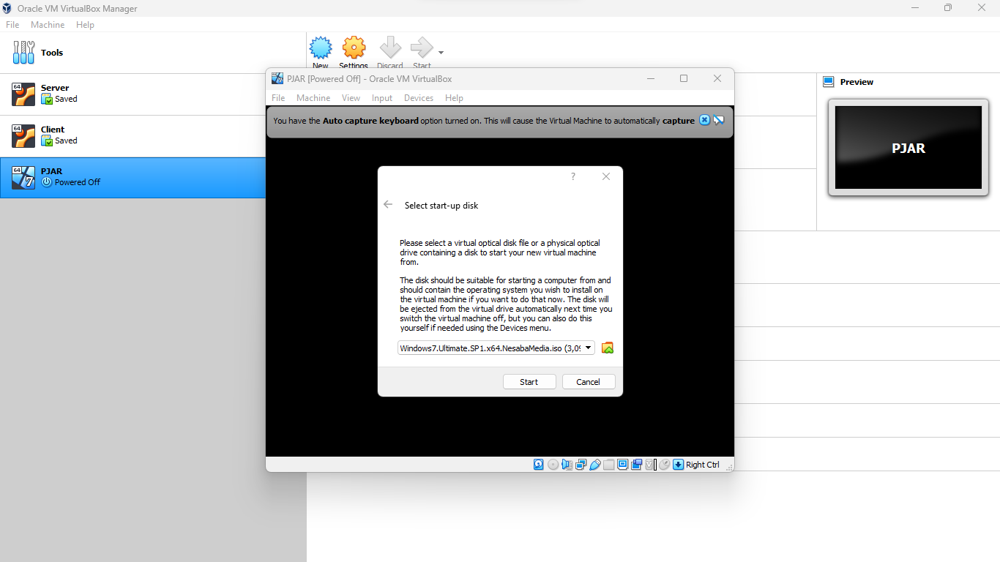 Oracle VM VirtualBox Manager
File Machine Help
Tools
New Settings Discard Start
64
Server
Saved
64
Client
Saved
64
7
PJAR
Powered Off
PJAR [Powered Off] - Oracle VM VirtualBox
File Machine View Input Devices Help
You have the Auto capture keyboard option turned on. This will cause the Virtual Machine to automatically capture
?
Select start-up disk
Please select a virtual optical disk file or a physical optical
drive containing a disk to start your new virtual machine
from.
The disk should be suitable for starting a computer from and
should contain the operating system you wish to install on
the virtual machine if you want to do that now. The disk will
be ejected from the virtual drive automatically next time you
switch the virtual machine off, but you can also do this
yourself if needed using the Devices menu.
Windows7.Ultimate.SP1.x64.NesabaMedia.iso (3,09
Start Cancel
Right Ctrl
Preview
PJAR